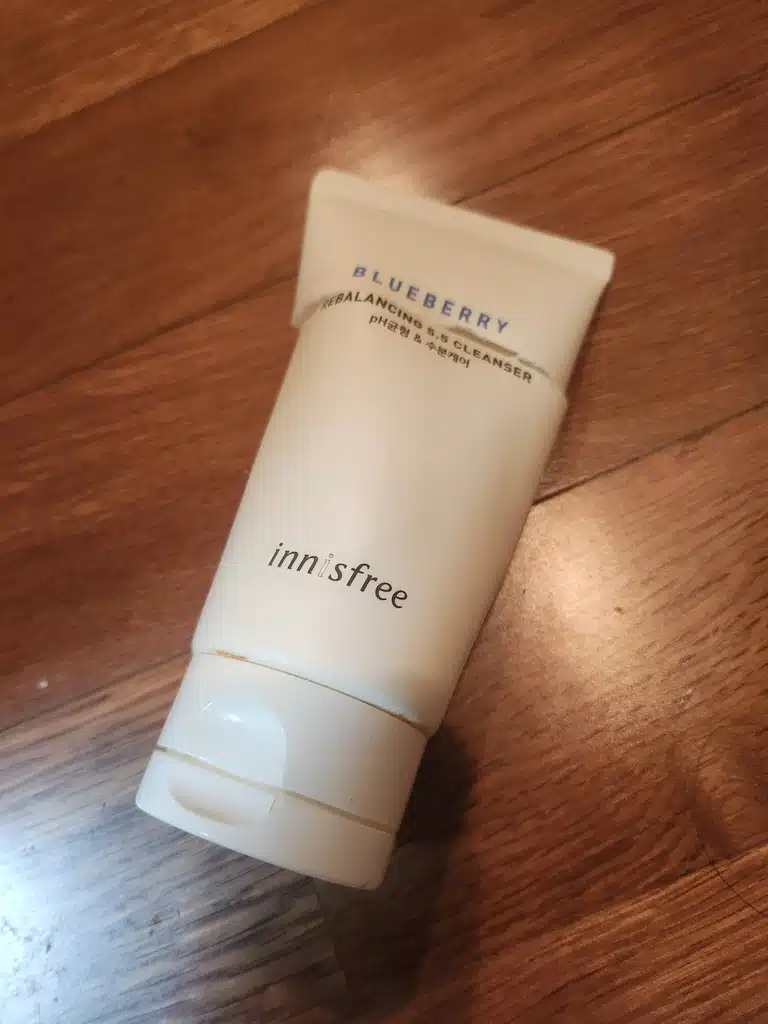 BLUEBERRY
REBALANCING 5.5 CLEANSER
pH균형 & 수분케어
innisfree